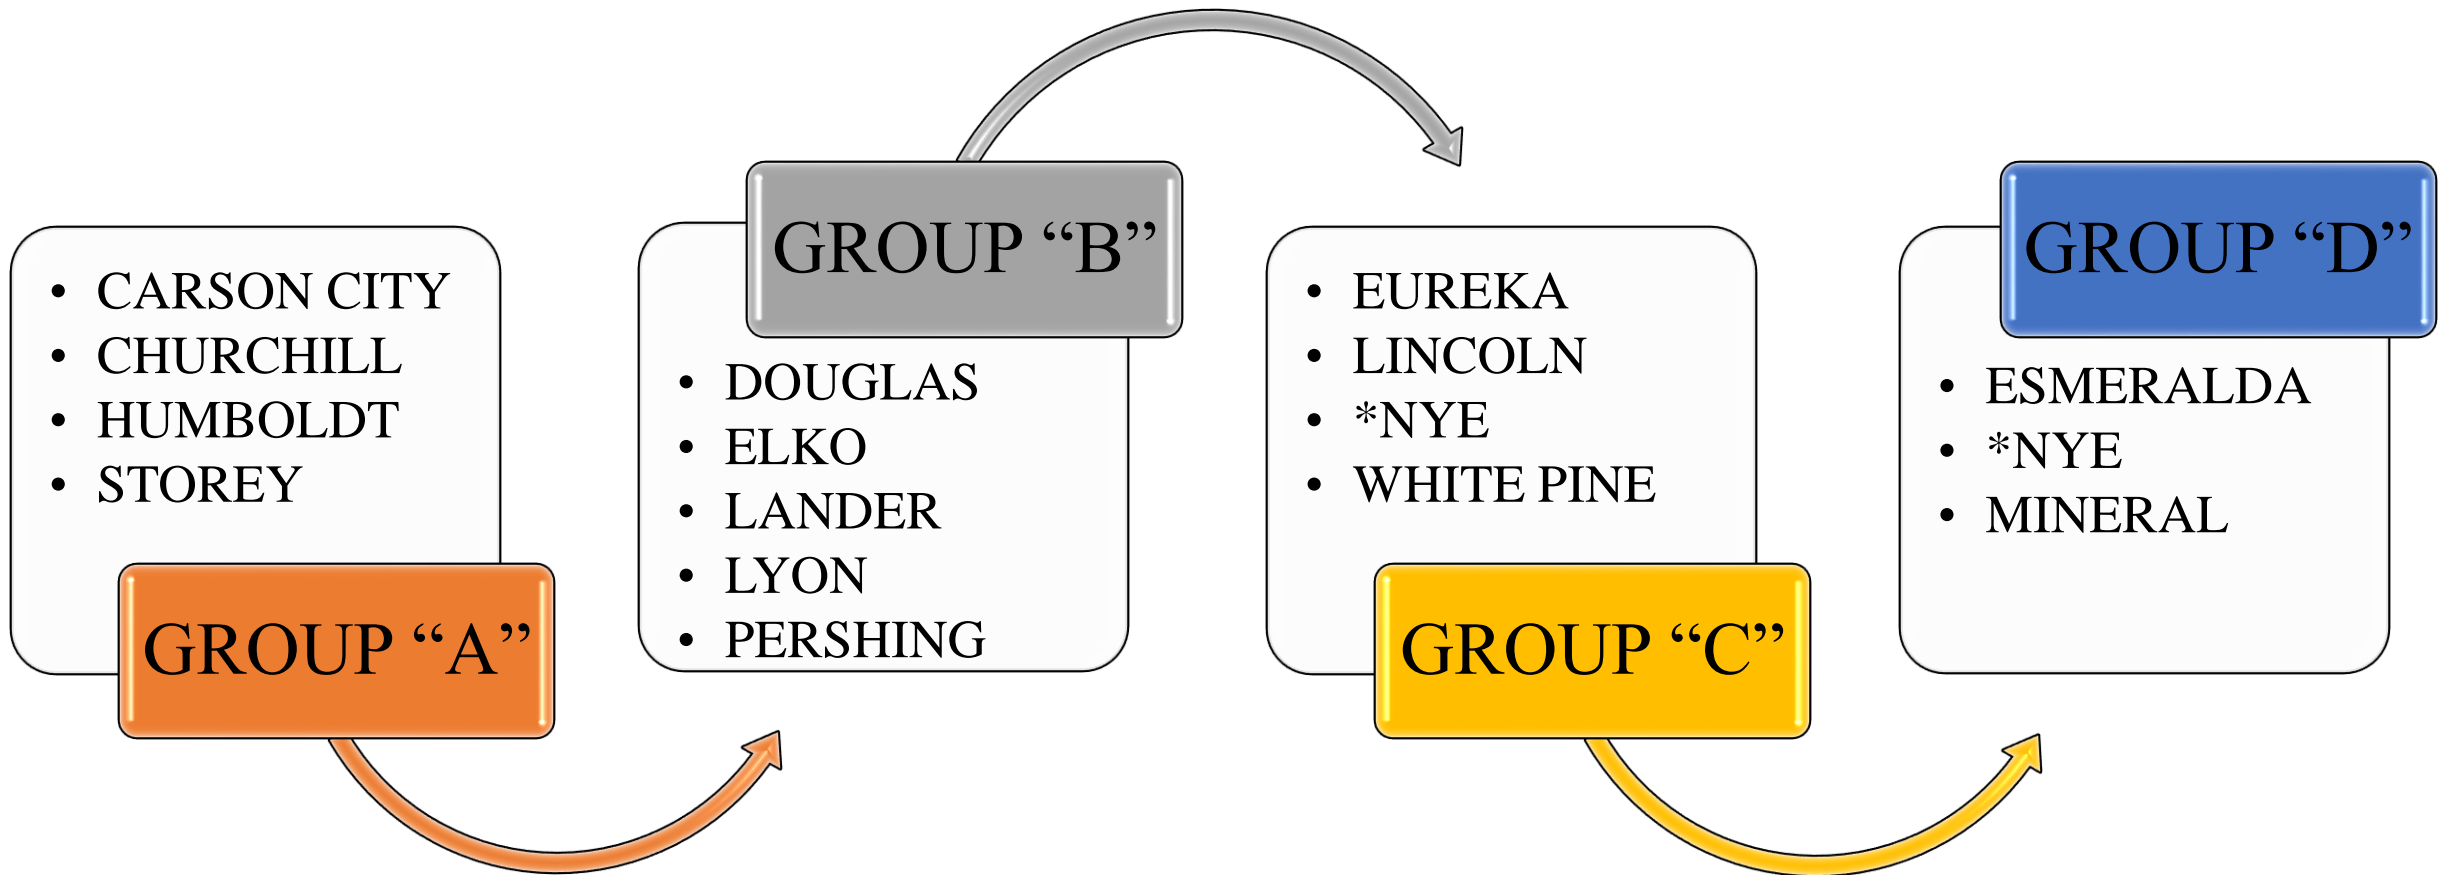 • CARSON CITY
• CHURCHILL
• HUMBOLDT
• STOREY
GROUP “A”
GROUP “B”
• DOUGLAS
• ELKO
• LANDER
• LYON
• PERSHING
• EUREKA
• LINCOLN
• *NYE
• WHITE PINE
GROUP “C”
GROUP “D”
• ESMERALDA
• *NYE
• MINERAL